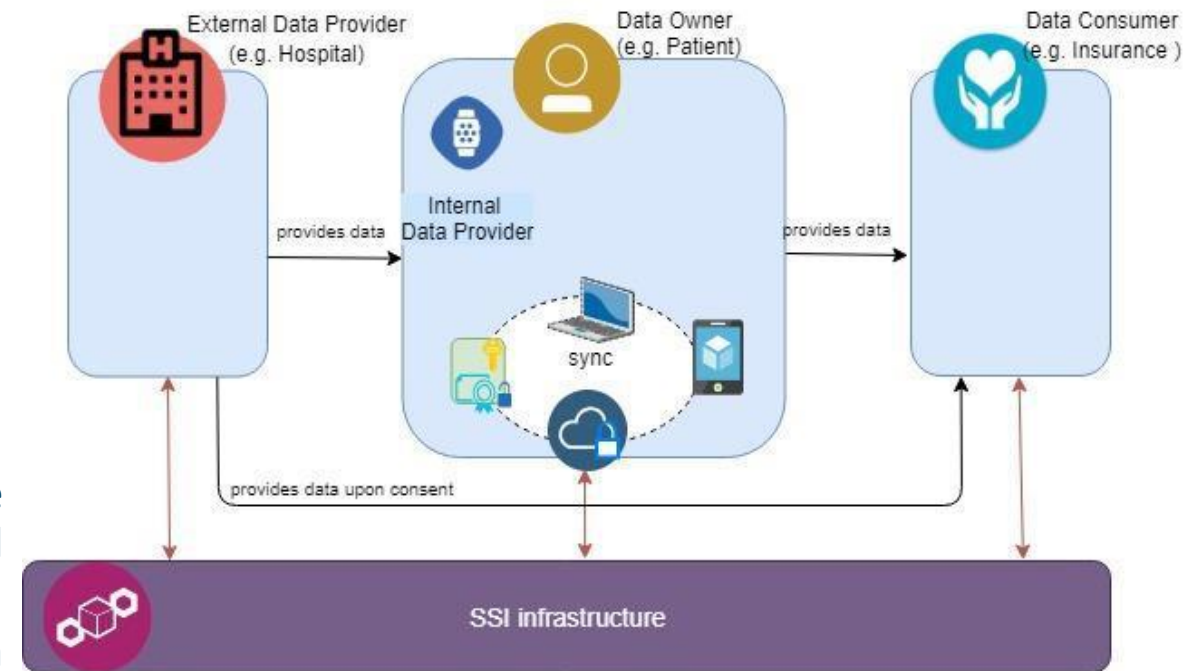 External Data Provider
(e.g. Hospital)
Data Owner
(e.g. Patient)
Data Consumer
(e.g. Insurance )
H
Internal
Data Provider
provides data
provides data
sync
provides data upon consent
SSI infrastructure